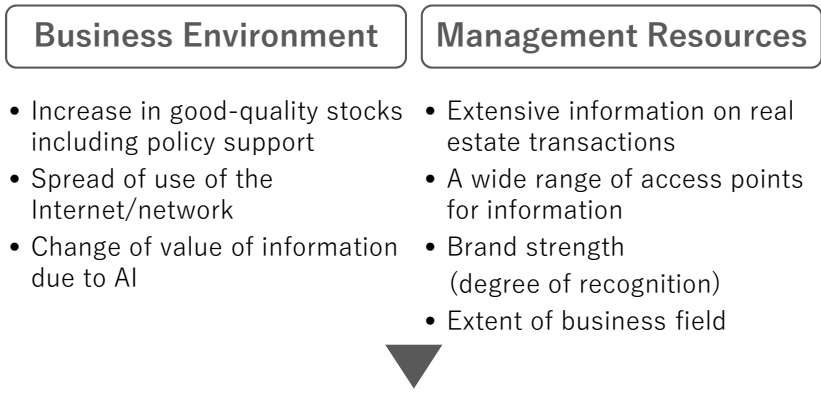 Business Environment
• Increase in good-quality stocks
including policy support
• Spread of use of the
Internet/network
• Change of value of information
due to AI
Management Resources
• Extensive information on real
estate transactions
• A wide range of access points
for information
• Brand strength
(degree of recognition)
• Extent of business field